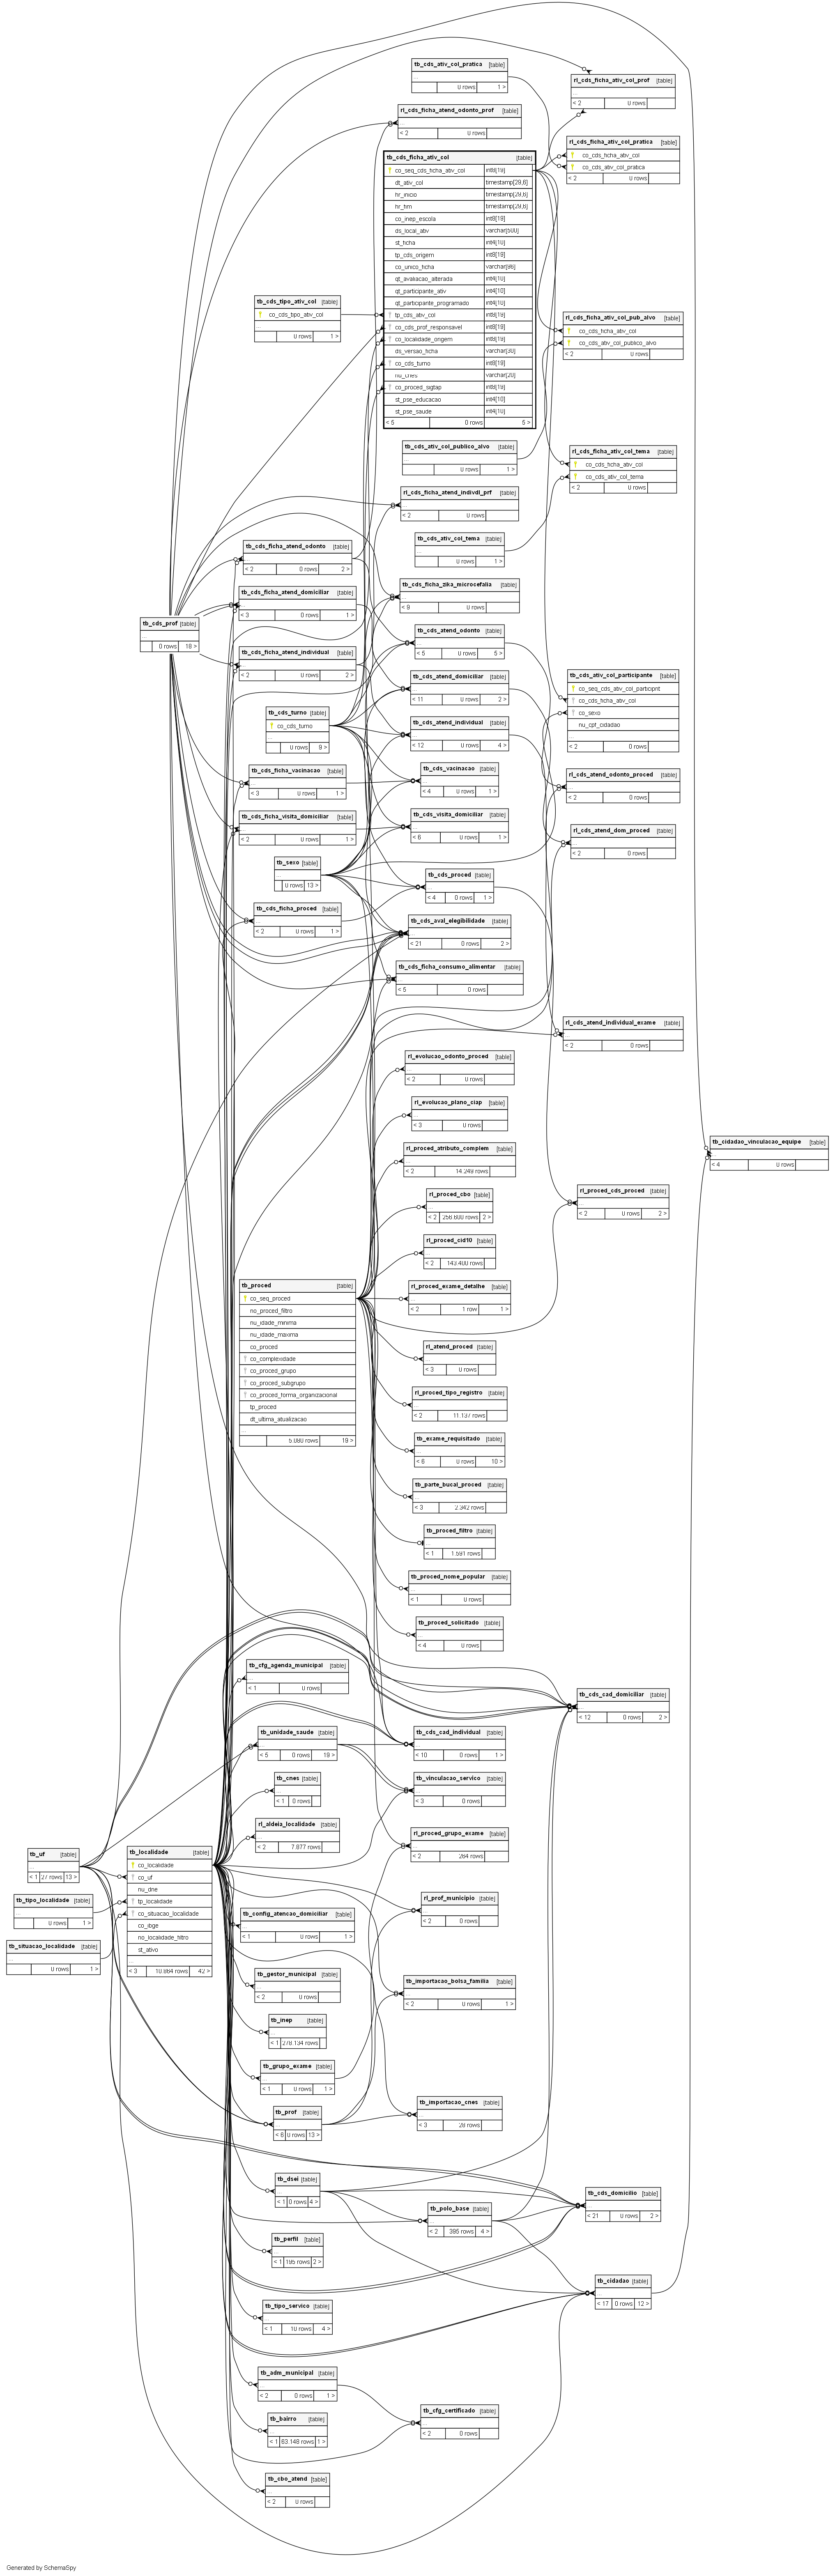 tb_cds_ativ_col_pratica [table]
...
0 rows 1 >
rl_cds_ficha_ativ_col_prof [table]
...
< 2 0 rows
rl_cds_ficha_atend_odonto_prof [table]
...
< 2 0 rows
rl_cds_ficha_ativ_col_pratica [table]
co_cds_ficha_ativ_col
co_cds_ativ_col_pratica
< 2 0 rows
tb_cds_ficha_ativ_col [table]
co_seq_cds_ficha_ativ_col int8[19]
dt_ativ_col timestamp[29,6]
hr_inicio timestamp[29,6]
hr_fim timestamp[29,6]
co_inep_escola int8[19]
ds_local_ativ varchar[500]
st_ficha int4[10]
tp_cds_origem int8[19]
co_unico_ficha varchar[96]
qt_avaliacao_alterada int4[10]
qt_participante_ativ int4[10]
qt_participante_programado int4[10]
tp_cds_ativ_col int8[19]
co_cds_prof_responsavel int8[19]
co_localidade_origem int8[19]
ds_versao_ficha varchar[30]
co_cds_turno int8[19]
nu_cnes varchar[20]
co_proced_sigtap int8[19]
st_pse_educacao int4[10]
st_pse_saude int4[10]
< 5 0 rows 5 >
tb_cds_tipo_ativ_col [table]
co_cds_tipo_ativ_col
...
0 rows 1 >
rl_cds_ficha_ativ_col_pub_alvo [table]
co_cds_ficha_ativ_col
co_cds_ativ_col_publico_alvo
< 2 0 rows
tb_cds_ativ_col_publico_alvo [table]
...
0 rows 1 >
rl_cds_ficha_ativ_col_tema [table]
co_cds_ficha_ativ_col
co_cds_ativ_col_tema
< 2 0 rows
rl_cds_ficha_atend_individl_prf [table]
...
< 2 0 rows
tb_cds_ativ_col_tema [table]
...
0 rows 1 >
tb_cds_ficha_atend_odonto [table]
...
< 2 0 rows 2 >
tb_cds_ficha_zika_microcefalia [table]
...
< 9 0 rows
tb_cds_ficha_atend_domiciliar [table]
...
< 3 0 rows 1 >
tb_cds_prof [table]
...
0 rows 18 >
tb_cds_atend_odonto [table]
...
< 5 0 rows 5 >
tb_cds_ficha_atend_individual [table]
...
< 2 0 rows 2 >
tb_cds_atend_domiciliar [table]
...
< 11 0 rows 2 >
tb_cds_ativ_col_participante [table]
co_seq_cds_ativ_col_participnt
co_cds_ficha_ativ_col
co_sexo
nu_cpf_cidadao
...
< 2 0 rows
tb_cds_turno [table]
co_cds_turno
...
0 rows 9 >
tb_cds_atend_individual [table]
...
< 12 0 rows 4 >
tb_cds_ficha_vacinacao [table]
...
< 3 0 rows 1 >
tb_cds_vacinacao [table]
...
< 4 0 rows 1 >
rl_cds_atend_odonto_proced [table]
...
< 2 0 rows
tb_cds_ficha_visita_domiciliar [table]
...
< 2 0 rows 1 >
tb_cds_visita_domiciliar [table]
...
< 6 0 rows 1 >
rl_cds_atend_dom_proced [table]
...
< 2 0 rows
tb_sexo [table]
...
0 rows 13 >
tb_cds_proced [table]
...
< 4 0 rows 1 >
tb_cds_ficha_proced [table]
...
< 2 0 rows 1 >
tb_cds_aval_elegibilidade [table]
...
< 21 0 rows 2 >
tb_cds_ficha_consumo_alimentar [table]
...
< 5 0 rows
rl_cds_atend_individual_exame [table]
...
< 2 0 rows
rl_evolucao_odonto_proced [table]
...
< 2 0 rows
rl_evolucao_plano_ciap [table]
...
< 3 0 rows
tb_cidadao_vinculacao_equipe [table]
...
< 4 0 rows
rl_proced_atributo_complem [table]
...
< 2 14.249 rows
rl_proced_cbo [table]
...
< 2 256.600 rows 2 >
rl_proced_cds_proced [table]
...
< 2 0 rows 2 >
rl_proced_cid10 [table]
...
< 2 143.400 rows
tb_proced [table]
co_seq_proced
no_proced_filtro
nu_idade_minima
nu_idade_maxima
co_proced
co_complexidade
co_proced_grupo
co_proced_subgrupo
co_proced_forma_organizacional
tp_proced
dt_ultima_atualizacao
...
5.080 rows 19 >
rl_proced_exame_detalhe [table]
...
< 2 1 row 1 >
rl_atend_proced [table]
...
< 3 0 rows
rl_proced_tipo_registro [table]
...
< 2 11.137 rows
tb_exame_requisitado [table]
...
< 6 0 rows 10 >
tb_parte_bucal_proced [table]
...
< 3 2.342 rows
tb_proced_filtro [table]
...
< 1 1.591 rows
tb_proced_nome_popular [table]
...
< 1 0 rows
tb_proced_solicitado [table]
...
< 4 0 rows
tb_cfg_agenda_municipal [table]
...
< 1 0 rows
tb_cds_cad_domiciliar [table]
...
< 12 0 rows 2 >
tb_unidade_saude [table]
...
< 5 0 rows 19 >
tb_cds_cad_individual [table]
...
< 10 0 rows 1 >
tb_cnes [table]
...
< 1 0 rows
tb_vinculacao_servico [table]
...
< 3 0 rows
rl_aldeia_localidade [table]
...
< 2 7.877 rows
rl_proced_grupo_exame [table]
...
< 2 264 rows
tb_uf [table]
...
< 1 27 rows 13 >
tb_localidade [table]
co_localidade
co_uf
nu_dne
tp_localidade
co_situacao_localidade
co_ibge
no_localidade_filtro
st_ativo
...
< 3 10.864 rows 42 >
tb_tipo_localidade [table]
...
0 rows 1 >
tb_situacao_localidade [table]
...
0 rows 1 >
rl_prof_municipio [table]
...
< 2 0 rows
tb_config_atencao_domiciliar [table]
...
< 1 0 rows 1 >
tb_gestor_municipal [table]
...
< 2 0 rows
tb_importacao_bolsa_familia [table]
...
< 2 0 rows 1 >
tb_inep [table]
...
< 1 278.134 rows
tb_grupo_exame [table]
...
< 1 0 rows 1 >
tb_prof [table]
...
< 6 0 rows 13 >
tb_importacao_cnes [table]
...
< 3 28 rows
tb_dsei [table]
...
< 1 0 rows 4 >
tb_cds_domicilio [table]
...
< 21 0 rows 2 >
tb_polo_base [table]
...
< 2 395 rows 4 >
tb_perfil [table]
...
< 1 195 rows 2 >
tb_cidadao [table]
...
< 17 0 rows 12 >
tb_tipo_servico [table]
...
< 1 10 rows 4 >
tb_adm_municipal [table]
...
< 2 0 rows 1 >
tb_cfg_certificado [table]
...
< 2 0 rows
tb_bairro [table]
...
< 1 63.148 rows 1 >
tb_cbo_atend [table]
...
< 2 0 rows
Generated by SchemaSpy